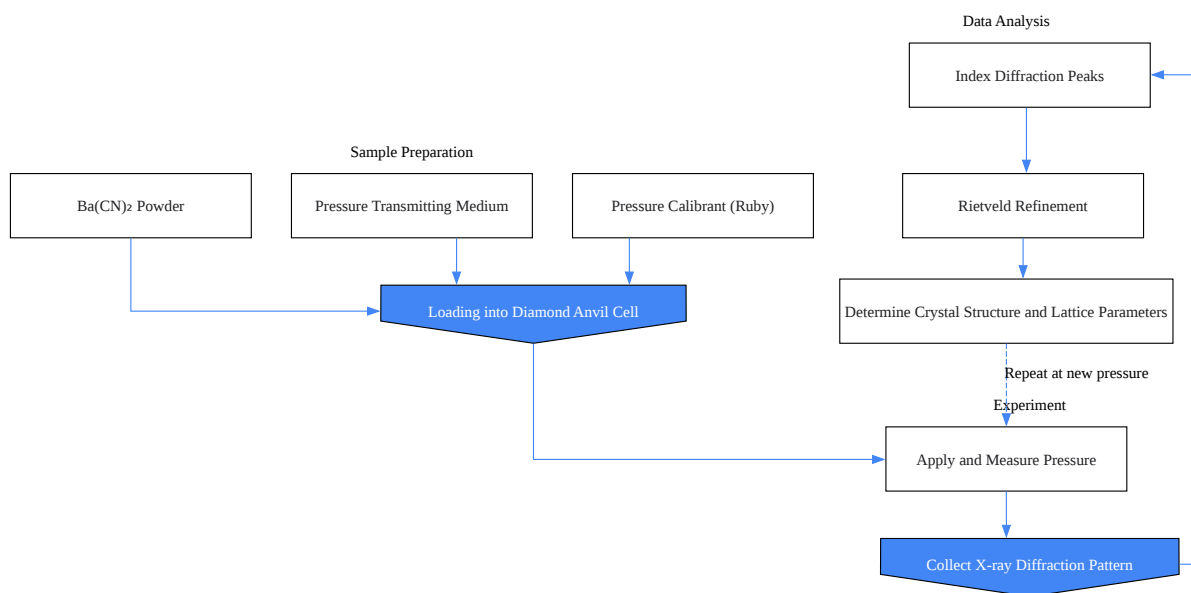 Data Analysis
Index Diffraction Peaks
Sample Preparation
Ba(CN)₂ Powder
Pressure Transmitting Medium
Pressure Calibrant (Ruby)
Rietveld Refinement
Loading into Diamond Anvil Cell
Determine Crystal Structure and Lattice Parameters
Repeat at new pressure
Experiment
Apply and Measure Pressure
Collect X-ray Diffraction Pattern